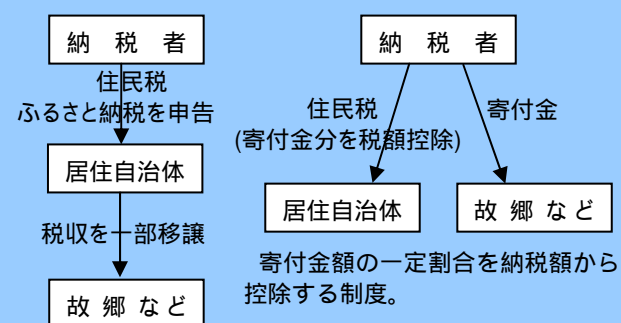 納 税 者
住民税
ふるさと納税を申告
居住自治体
税収を一部移譲
故 郷 など
納 税 者
住民税
(寄付金分を税額控除)
寄付金
居住自治体
故 郷 など
寄付金額の一定割合を納税額から
控除する制度。